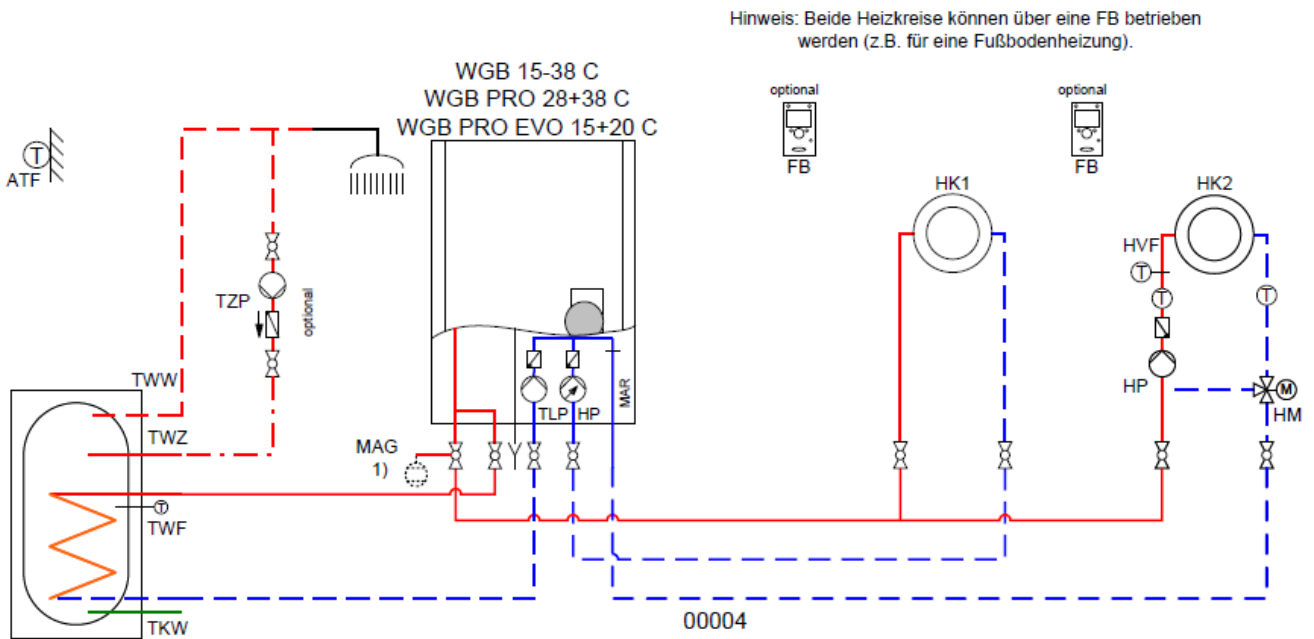 Hinweis: Beide Heizkreise können über eine FB betrieben
werden (z.B. für eine Fußbodenheizung).
WGB 15-38 C
WGB PRO 28+38 C
WGB PRO EVO 15+20 C
optional
FB
optional
FB
T
ATF
HK1
HK2
HVF
T
T
T
TZP
optional
TWW
TLP
HP
MAR
HP
M
HM
TWZ
MAG
1)
T
TWF
TKW
00004